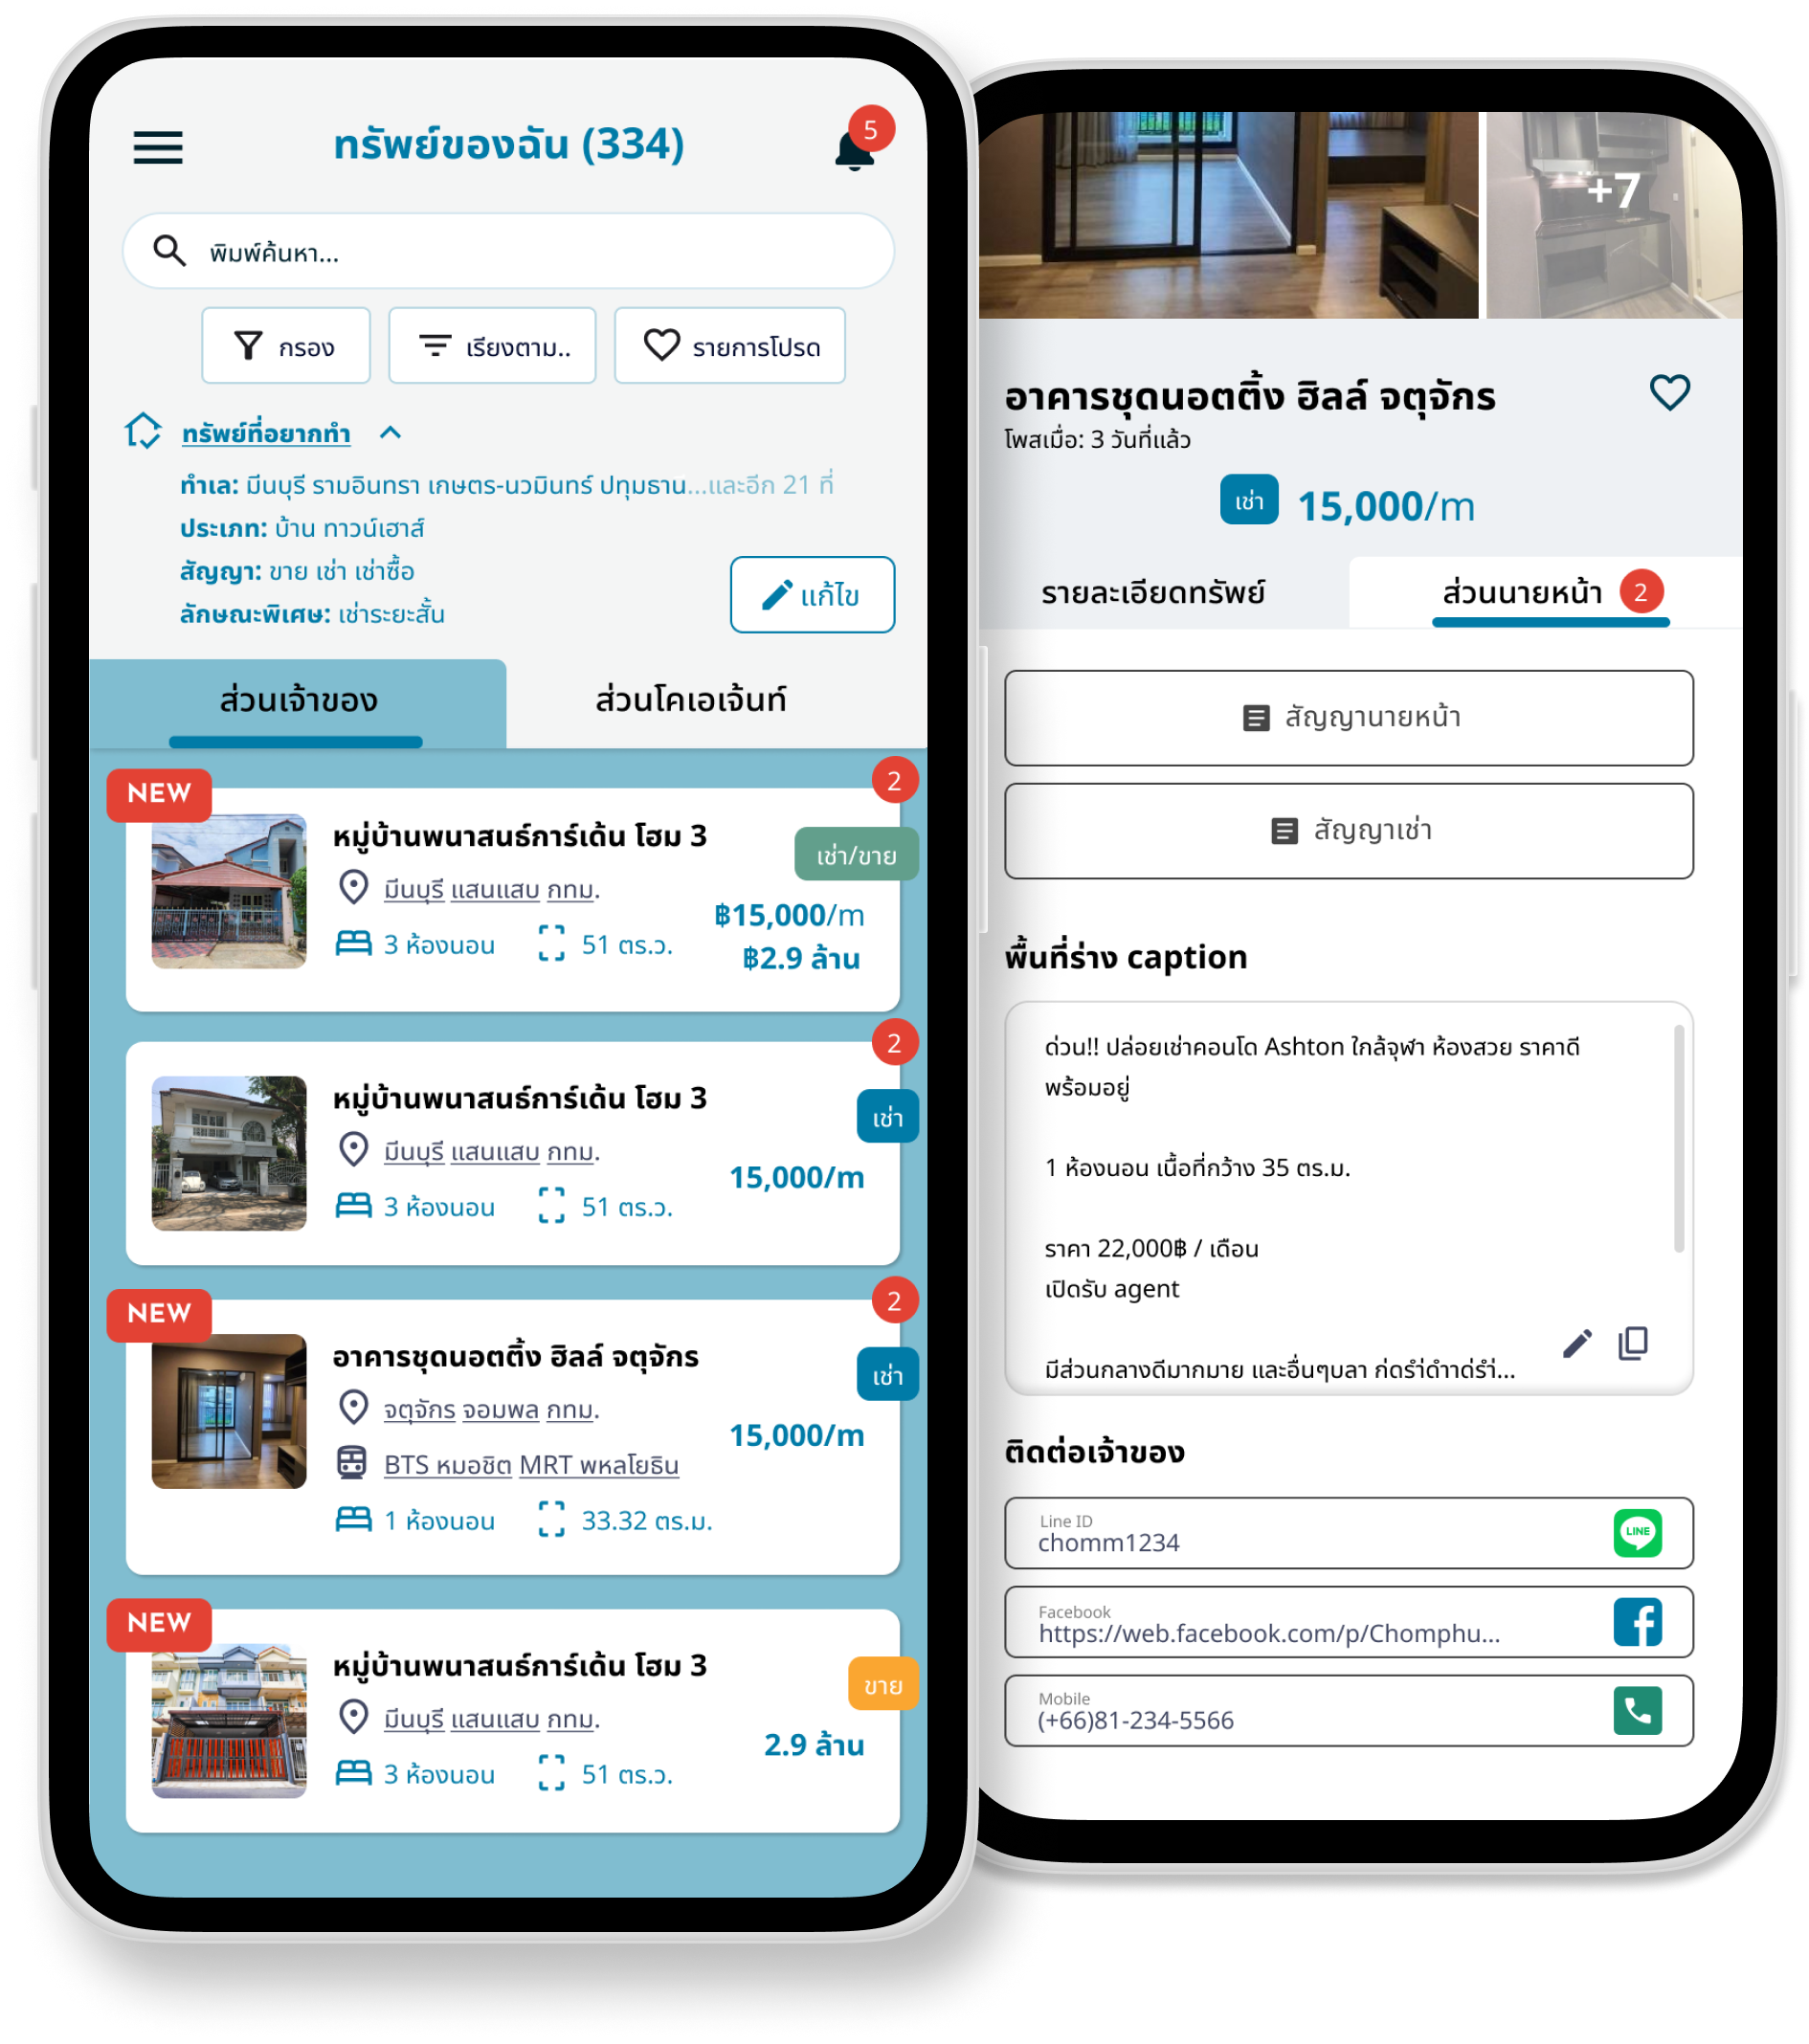 ทรัพย์ของฉัน (334)
5
พิมพ์ค้นหา...
กรอง
เรียงตาม..
รายการโปรด
ทรัพย์ที่อยากทำ
ทำเล: มีนบุรี รามอินทรา เกษตร-นวมินทร์ ปทุมธาน...และอีก 21 ที่
ประเภท: บ้าน ทาวน์เฮาส์
สัญญา: ขาย เช่า เช่าซื้อ
ลักษณะพิเศษ: เช่าระยะสั้น
แก้ไข
ส่วนเจ้าของ
ส่วนโคเอเจ้นท์
NEW
2
หมู่บ้านพนาสนธ์การ์เด้น โฮม 3
เช่า/ขาย
มีนบุรี แสนแสบ กทม.
฿15,000/m
3 ห้องนอน
51 ตร.ว.
฿2.9 ล้าน
2
หมู่บ้านพนาสนธ์การ์เด้น โฮม 3
เช่า
มีนบุรี แสนแสบ กทม.
15,000/m
3 ห้องนอน
51 ตร.ว.
NEW
2
อาคารชุดนอตติ้ง ฮิลล์ จตุจักร
เช่า
จตุจักร จอมพล กทม.
15,000/m
BTS หมอชิต MRT พหลโยธิน
1 ห้องนอน
33.32 ตร.ม.
NEW
หมู่บ้านพนาสนธ์การ์เด้น โฮม 3
ขาย
มีนบุรี แสนแสบ กทม.
2.9 ล้าน
3 ห้องนอน
51 ตร.ว.
+7
อาคารชุดนอตติ้ง ฮิลล์ จตุจักร
โพสเมื่อ: 3 วันที่แล้ว
เช่า
15,000/m
รายละเอียดทรัพย์
ส่วนนายหน้า
2
สัญญานายหน้า
สัญญาเช่า
พื้นที่ร่าง caption
ด่วน!! ปล่อยเช่าคอนโด Ashton ใกล้จุฬา ห้องสวย ราคาดี
พร้อมอยู่
1 ห้องนอน เนื้อที่กว้าง 35 ตร.ม.
ราคา 22,000฿ / เดือน
เปิดรับ agent
มีส่วนกลางดีมากมาย และอื่นๆบลา
ติดต่อเจ้าของ
Line ID
chomm1234
LINE
Facebook
https://web.facebook.com/p/Chomphu...
Mobile
(+66)81-234-5566